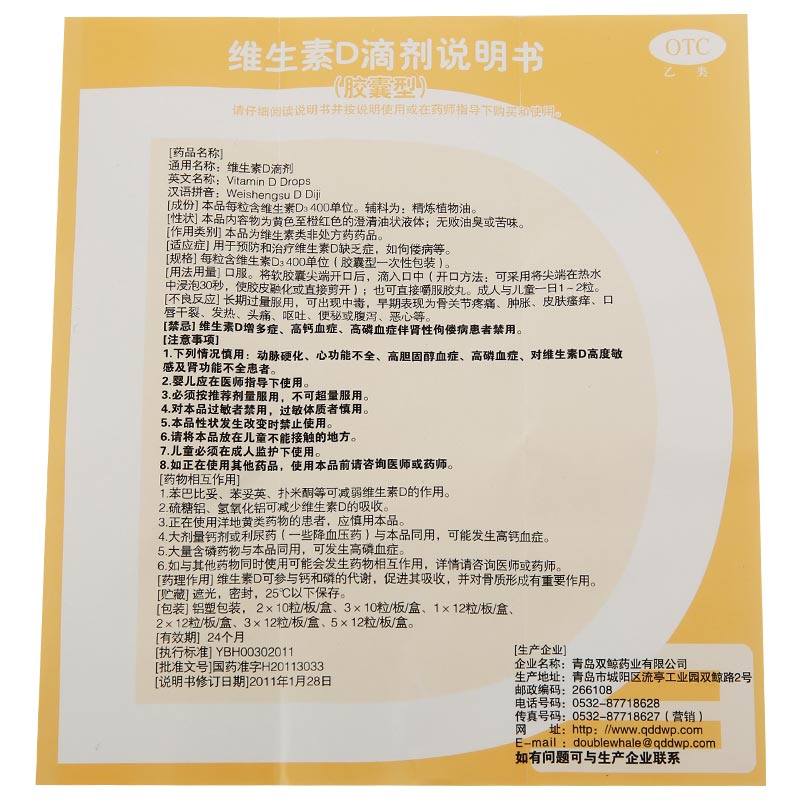 维生素D滴剂说明书
(胶囊型)
OTC
乙类
请仔细阅读说明书并按说明使用或在药师指导下购买和使用。
[药品名称]
通用名称：维生素D滴剂
英文名称：Vitamin D Drops
汉语拼音：Weishengsu D Diji
[成份] 本品每粒含维生素D₃ 400单位。辅料为：精炼植物油。
[性状] 本品内容物为黄色至橙红色的澄清油状液体；无败油臭或苦味。
[作用类别] 本品为维生素类非处方药药品。
[适应症] 用于预防和治疗维生素D缺乏症，如佝偻病等。
[规格] 每粒含维生素D₃ 400单位（胶囊型一次性包装）。
[用法用量] 口服。将软胶囊尖端开口后，滴入口中（开口方法：可采用将尖端在热水
中浸泡30秒，使胶皮融化或直接剪开）；也可直接嚼服胶丸。成人与儿童一日1～2粒。
[不良反应] 长期过量服用，可出现中毒，早期表现为骨关节疼痛、肿胀、皮肤瘙痒、口
唇干裂、发热、头痛、呕吐、便秘或腹泻、恶心等。
[禁忌] 维生素D增多症、高钙血症、高磷血症伴肾性佝偻病患者禁用。
[注意事项]
1.下列情况慎用：动脉硬化、心功能不全、高胆固醇血症、高磷血症、对维生素D高度敏
感及肾功能不全患者。
2.婴儿应在医师指导下使用。
3.必须按推荐剂量服用，不可超量服用。
4.对本品过敏者禁用，过敏体质者慎用。
5.本品性状发生改变时禁止使用。
6.请将本品放在儿童不能接触的地方。
7.儿童必须在成人监护下使用。
8.如正在使用其他药品，使用本品前请咨询医师或药师。
[药物相互作用]
1.苯巴比妥、苯妥英、扑米酮等可减弱维生素D的作用。
2.硫糖铝、氢氧化铝可减少维生素D的吸收。
3.正在使用洋地黄类药物的患者，应慎用本品。
4.大剂量钙剂或利尿药（一些降血压药）与本品同用，可能发生高钙血症。
5.大量含磷药物与本品同用，可发生高磷血症。
6.如与其他药物同时使用可能会发生药物相互作用，详情请咨询医师或药师。
[药理作用] 维生素D可参与钙和磷的代谢，促进其吸收，并对骨质形成有重要作用。
[贮藏] 遮光，密封，25℃以下保存。
[包装] 铝塑包装， 2×10粒/板/盒、3×10粒/板/盒、1×12粒/板/盒、
2×12粒/板/盒、3×12粒/板/盒、5×12粒/板/盒。
[有效期] 24个月
[执行标准] YBH00302011
[批准文号]国药准字H20113033
[说明书修订日期]2011年1月28日
[生产企业]
企业名称：青岛双鲸药业有限公司
生产地址：青岛市城阳区流亭工业园双鲸路2号
邮政编码：266108
电话号码：0532-87718628
传真号码：0532-87718627（营销）
网　　址：http: //www.qddwp.com
E-mail : doublewhale@qddwp.com
如有问题可与生产企业联系